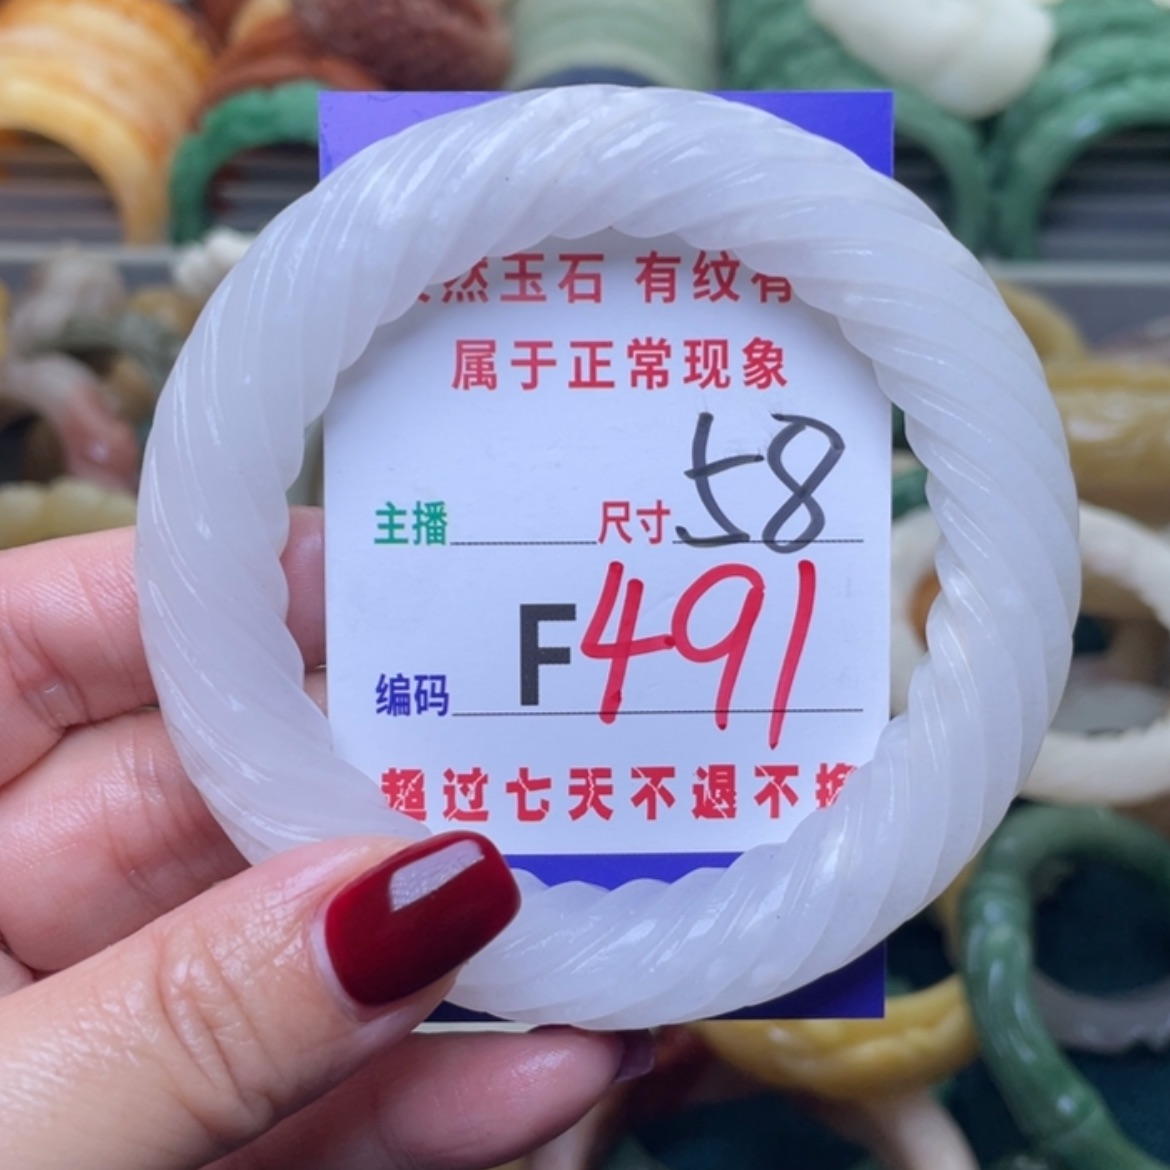 然玉石 有纹有
属于正常现象
主播 尺寸 58
编码 F491
超过七天不退不换